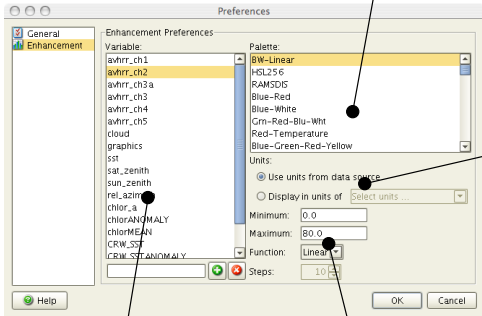 Preferences
General
Enhancement
Enhancement Preferences
Variable:
avhrr_ch1
avhrr_ch2
avhrr_ch3a
avhrr_ch3
avhrr_ch4
avhrr_ch5
cloud
graphics
sst
sat_zenith
sun_zenith
rel_azimuth
chlor_a
chlorANOMALY
chlorMEAN
CRW_SST
CRW_SSTANOMALY
Palette:
BW-Linear
HSL256
RAMSDIS
Blue-Red
Blue-White
Grn-Red-Blu-Wht
Red-Temperature
Blue-Green-Red-Yellow
Units:
Use units from data source
Display in units of Select units ...
Minimum: 0.0
Maximum: 80.0
Function: Linear
Steps: 10
Help
OK
Cancel